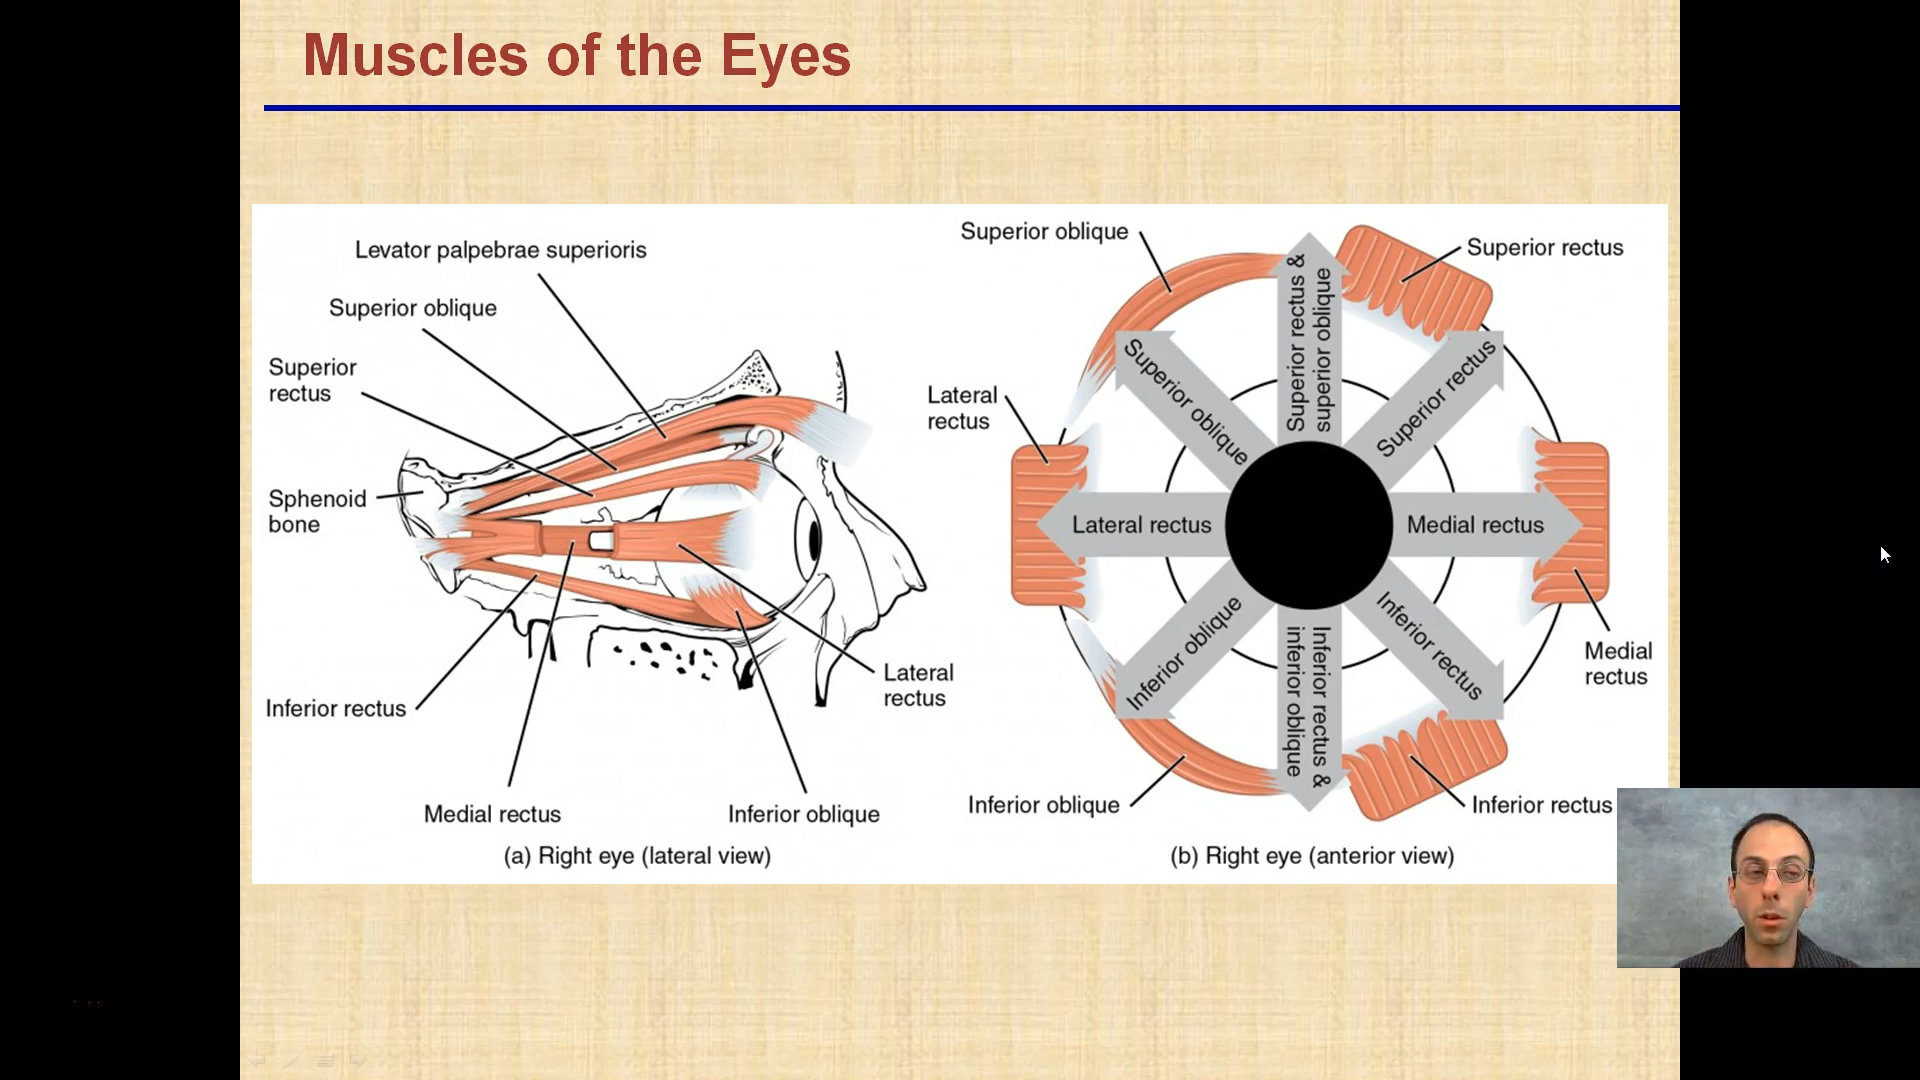 Muscles of the Eyes
Levator palpebrae superioris
Superior oblique
Superior
rectus
Sphenoid
bone
Inferior rectus
Medial rectus
Inferior oblique
Lateral
rectus
(a) Right eye (lateral view)
Superior oblique
Superior rectus
Lateral
rectus
Superior oblique
Superior rectus &
superior oblique
Superior rectus
Lateral rectus
Medial rectus
Inferior oblique
Inferior rectus &
inferior oblique
Inferior rectus
Medial
rectus
Inferior oblique
Inferior rectus
(b) Right eye (anterior view)